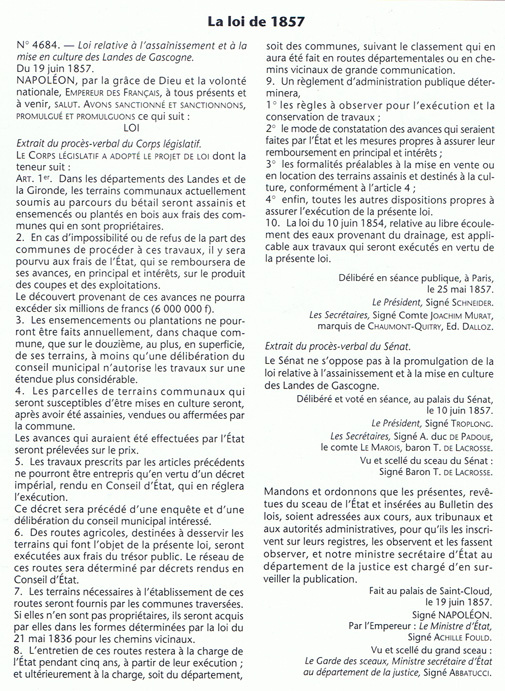 La loi de 1857
N° 4684. — Loi relative à l'assainissement et à la
mise en culture des Landes de Gascogne.
Du 19 juin 1857.
NAPOLÉON, par la grâce de Dieu et la volonté
nationale, EMPEREUR DES FRANÇAIS, à tous présents et
à venir, SALUT. AVONS SANCTIONNÉ ET SANCTIONNONS,
PROMULGUÉ ET PROMULGUONS ce qui suit :
LOI
Extrait du procès-verbal du Corps législatif.
LE CORPS LÉGISLATIF A ADOPTÉ LE PROJET DE LOI dont la
teneur suit :
ART. 1er. Dans les départements des Landes et de
la Gironde, les terrains communaux actuellement
soumis au parcours du bétail seront assainis et
ensemencés ou plantés en bois aux frais des com-
munes qui en sont propriétaires.
2. En cas d'impossibilité ou de refus de la part des
communes de procéder à ces travaux, il y sera
pourvu aux frais de l'État, qui se remboursera de
ses avances, en principal et intérêts, sur le produit
des coupes et des exploitations.
Le découvert provenant de ces avances ne pourra
excéder six millions de francs (6 000 000 f).
3. Les ensemencements ou plantations ne pour-
ront être faits annuellement, dans chaque com-
mune, que sur le douzième, au plus, en superficie,
de ses terrains, à moins qu'une délibération du
conseil municipal n'autorise les travaux sur une
étendue plus considérable.
4. Les parcelles de terrains communaux qui
seront susceptibles d'être mises en culture seront,
après avoir été assainies, vendues ou affermées par
la commune.
Les avances qui auraient été effectuées par l'État
seront prélevées sur le prix.
5. Les travaux prescrits par les articles précédents
ne pourront être entrepris qu'en vertu d'un décret
impérial, rendu en Conseil d'État, qui en réglera
l'exécution.
Ce décret sera précédé d'une enquête et d'une
délibération du conseil municipal intéressé.
6. Des routes agricoles, destinées à desservir les
terrains qui font l'objet de la présente loi, seront
exécutées aux frais du trésor public. Le réseau de
ces routes sera déterminé par décrets rendus en
Conseil d'État.
7. Les terrains nécessaires à l'établissement de ces
routes seront fournis par les communes traversées.
Si elles n'en sont pas propriétaires, ils seront acquis
par elles dans les formes déterminées par la loi du
21 mai 1836 pour les chemins vicinaux.
8. L'entretien de ces routes restera à la charge de
l'État pendant cinq ans, à partir de leur exécution ;
et ultérieurement à la charge, soit du département,
soit des communes, suivant le classement qui en
aura été fait en routes départementales ou en che-
mins vicinaux de grande communication.
9. Un règlement d'administration publique déter-
minera,
1° les règles à observer pour l'exécution et la
conservation de travaux ;
2° le mode de constatation des avances qui seraient
faites par l'État et les mesures propres à assurer leur
remboursement en principal et intérêts ;
3° les formalités préalables à la mise en vente ou
en location des terrains assainis et destinés à la cul-
ture, conformément à l'article 4 ;
4° enfin, toutes les autres dispositions propres à
assurer l'exécution de la présente loi.
10. La loi du 10 juin 1854, relative au libre écoule-
ment des eaux provenant du drainage, est appli-
cable aux travaux qui seront exécutés en vertu de
la présente loi.
Délibéré en séance publique, à Paris,
le 25 mai 1857.
Le Président, Signé SCHNEIDER.
Les Secrétaires, Signé Comte JOACHIM MURAT,
marquis de CHAUMONT-QUITRY, Ed. DALLOZ.
Extrait du procès-verbal du Sénat.
Le Sénat ne s'oppose pas à la promulgation de la
loi relative à l'assainissement et à la mise en culture
des Landes de Gascogne.
Délibéré et voté en séance, au palais du Sénat,
le 10 juin 1857.
Le Président, Signé TROPLONG.
Les Secrétaires, Signé A. duc DE PADOUE,
le comte LE MAROIS, baron T. DE LACROSSE.
Vu et scellé du sceau du Sénat :
Signé Baron T. DE LACROSSE.
Mandons et ordonnons que les présentes, revê-
tues du sceau de l'État et insérées au Bulletin des
lois, soient adressées aux cours, aux tribunaux et
aux autorités administratives, pour qu'ils les inscri-
vent sur leurs registres, les observent et les fassent
observer, et notre ministre secrétaire d'État au
département de la justice est chargé d'en sur-
veiller la publication.
Fait au palais de Saint-Cloud,
le 19 juin 1857.
Signé NAPOLÉON.
Par l'Empereur : Le Ministre d'État,
Signé ACHILLE FOULD.
Vu et scellé du grand sceau :
Le Garde des sceaux, Ministre secrétaire d'État
au département de la justice, Signé ABBATUCCI.